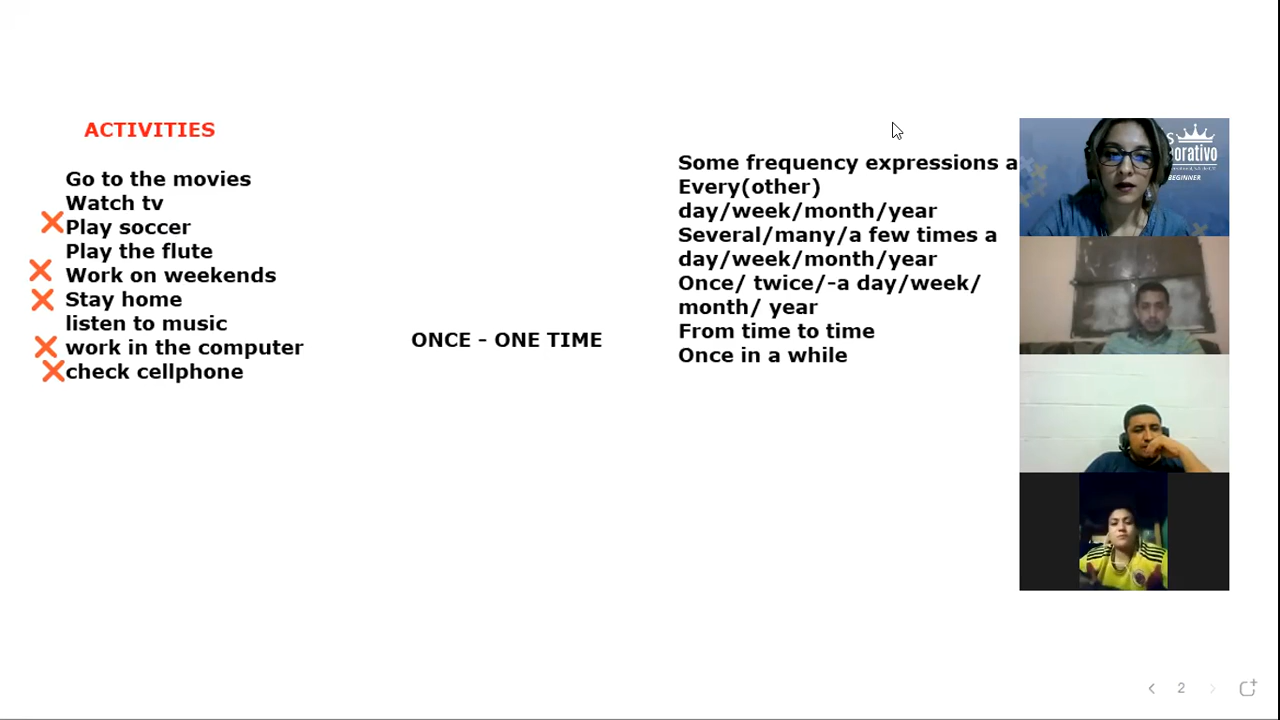 ACTIVITIES
Go to the movies
Watch tv
Play soccer
Play the flute
Work on weekends
Stay home
listen to music
work in the computer
check cellphone
ONCE - ONE TIME
Some frequency expressions a
Every(other)
day/week/month/year
Several/many/a few times a
day/week/month/year
Once/ twice/-a day/week/
month/ year
From time to time
Once in a while
2